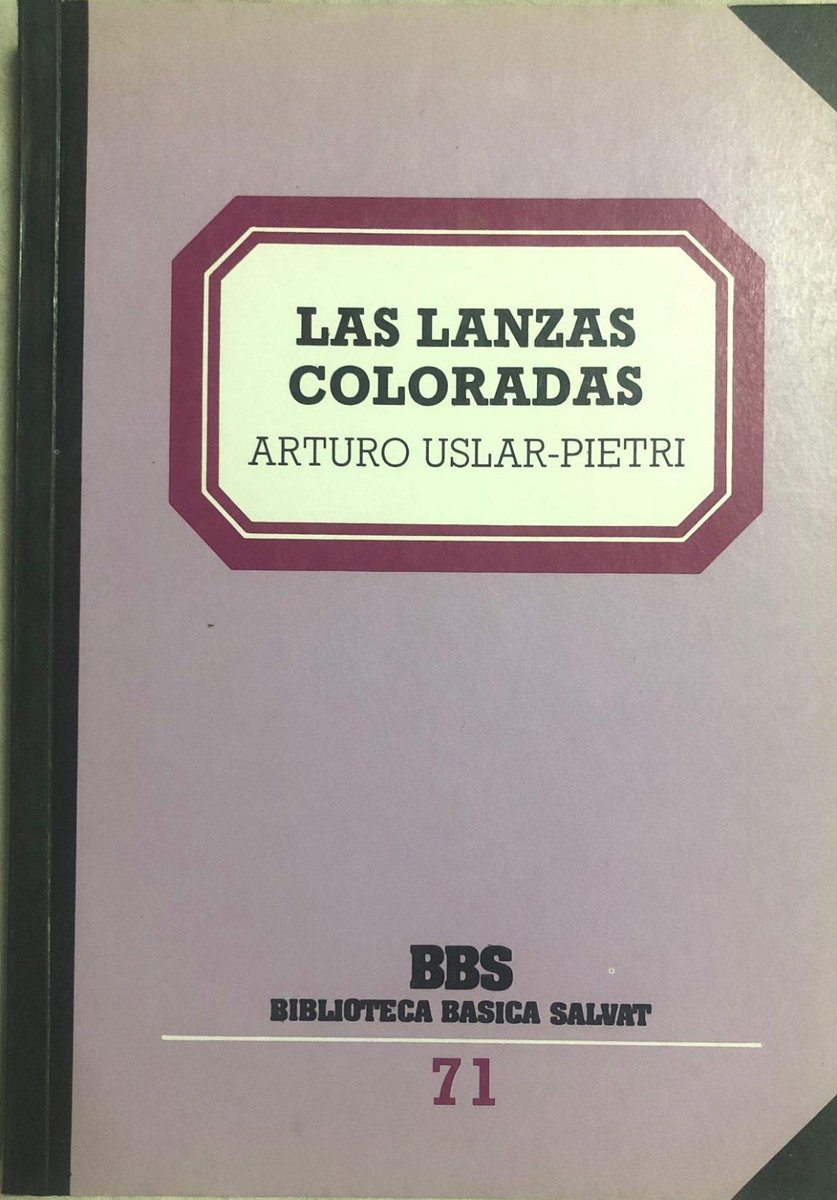 LAS LANZAS
COLORADAS
ARTURO USLAR-PIETRI
BBS
BIBLIOTECA BASICA SALVAT
71